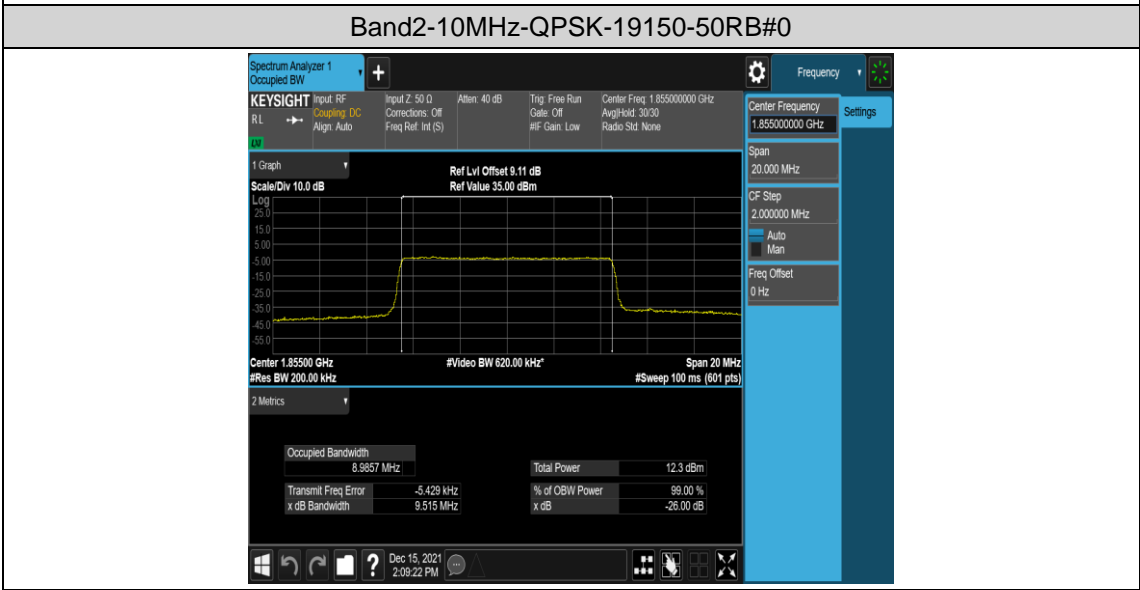 Band2-10MHz-QPSK-19150-50RB#0
Spectrum Analyzer 1
Occupied BW
+
Frequency
KEYSIGHT
RL
Input: RF
Coupling: DC
Align: Auto
Input Z: 50 Ω
Corrections: Off
Freq Ref: Int (S)
Atten: 40 dB
Trig: Free Run
Gate: Off
#IF Gain: Low
Center Freq: 1.855000000 GHz
Avg|Hold: 30/30
Radio Std: None
LXI
Center Frequency
1.855000000 GHz
Settings
Span
20.000 MHz
CF Step
2.000000 MHz
Auto
Man
Freq Offset
0 Hz
1 Graph
Scale/Div 10.0 dB
Ref Lvl Offset 9.11 dB
Ref Value 35.00 dBm
Log
25.0
15.0
5.00
-5.00
-15.0
-25.0
-35.0
-45.0
-55.0
Center 1.85500 GHz
#Video BW 620.00 kHz*
Span 20 MHz
#Res BW 200.00 kHz
#Sweep 100 ms (601 pts)
2 Metrics
Occupied Bandwidth
8.9857 MHz
Total Power 12.3 dBm
Transmit Freq Error -5.429 kHz
% of OBW Power 99.00 %
x dB Bandwidth 9.515 MHz
x dB -26.00 dB
?
Dec 15, 2021
2:09:22 PM